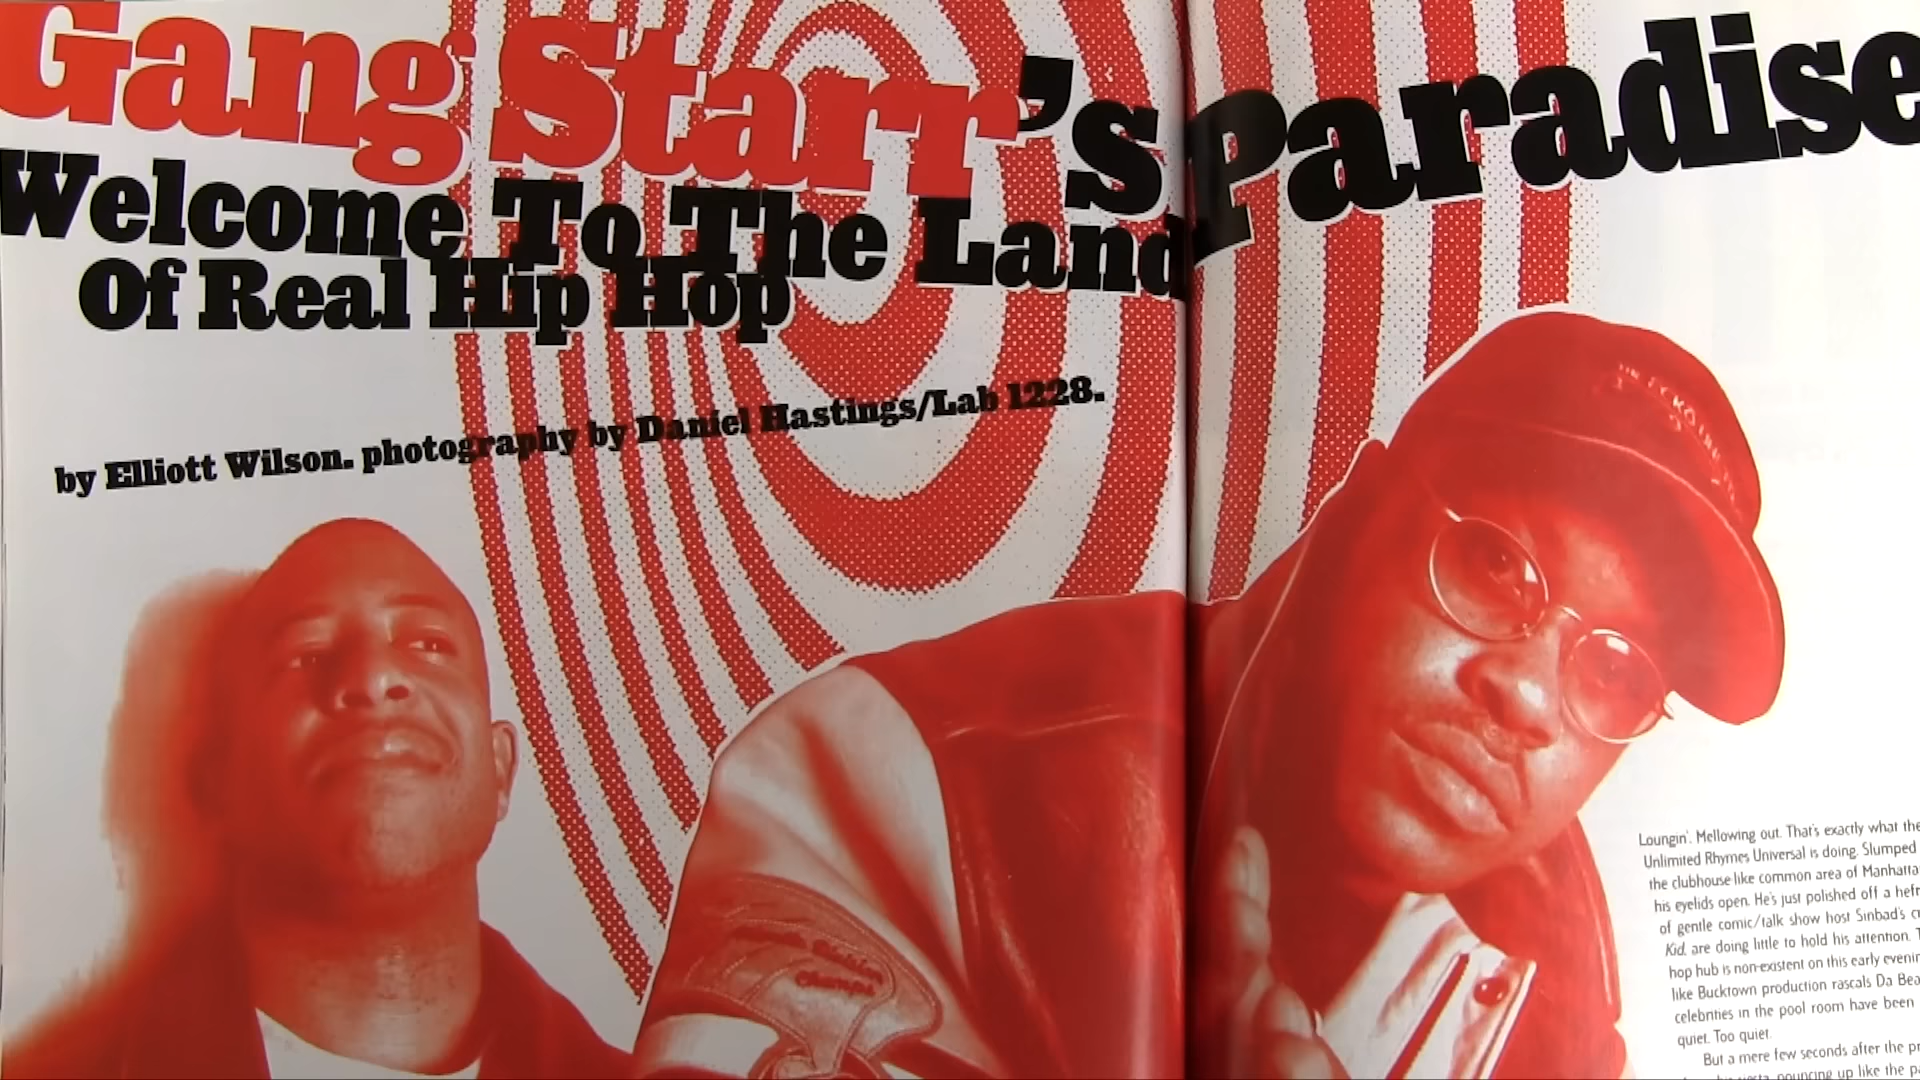 Gang Starr's Paradise
Welcome To The Land
Of Real Hip Hop
by Elliott Wilson. photography by Daniel Hastings/Lab 1228.
Loungin'. Mellowing out. That's exactly what the
Unlimited Rhymes Universal is doing. Slumped
the clubhouse-like common area of
his eyelids open. He's just polished off a
of gentle comic/talk show host Sinbad's
Kid, are doing little to hold his attention.
hop hub is non-existent on this early
like Bucktown production rascals Da
celebrities in the pool room have been
quiet. Too quiet.
But a mere few seconds after the
pouncing up like the